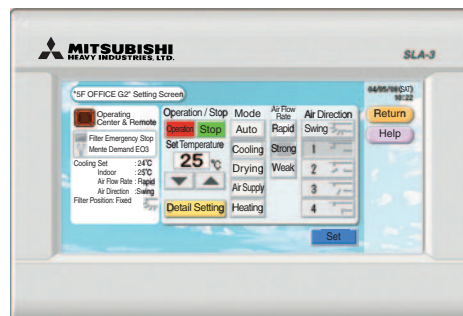 MITSUBISHI
HEAVY INDUSTRIES, LTD.
SLA-3
"5F OFFICE G2" Setting Screen
04/05/08(SAT)
10:22
Operating
Center & Remote
Filter Emergency Stop
Mente Demand EO3
Cooling Set : 24°C
Indoor : 25°C
Air Flow Rate : Rapid
Air Direction : Swing
Filter Position: Fixed
Operation / Stop
Operation Stop
Set Temperature
25 °C
Detail Setting
Mode
Auto
Cooling
Drying
Air Supply
Heating
Air Flow
Rate
Rapid
Strong
Weak
Air Direction
Swing
1
2
3
4
Set
Return
Help